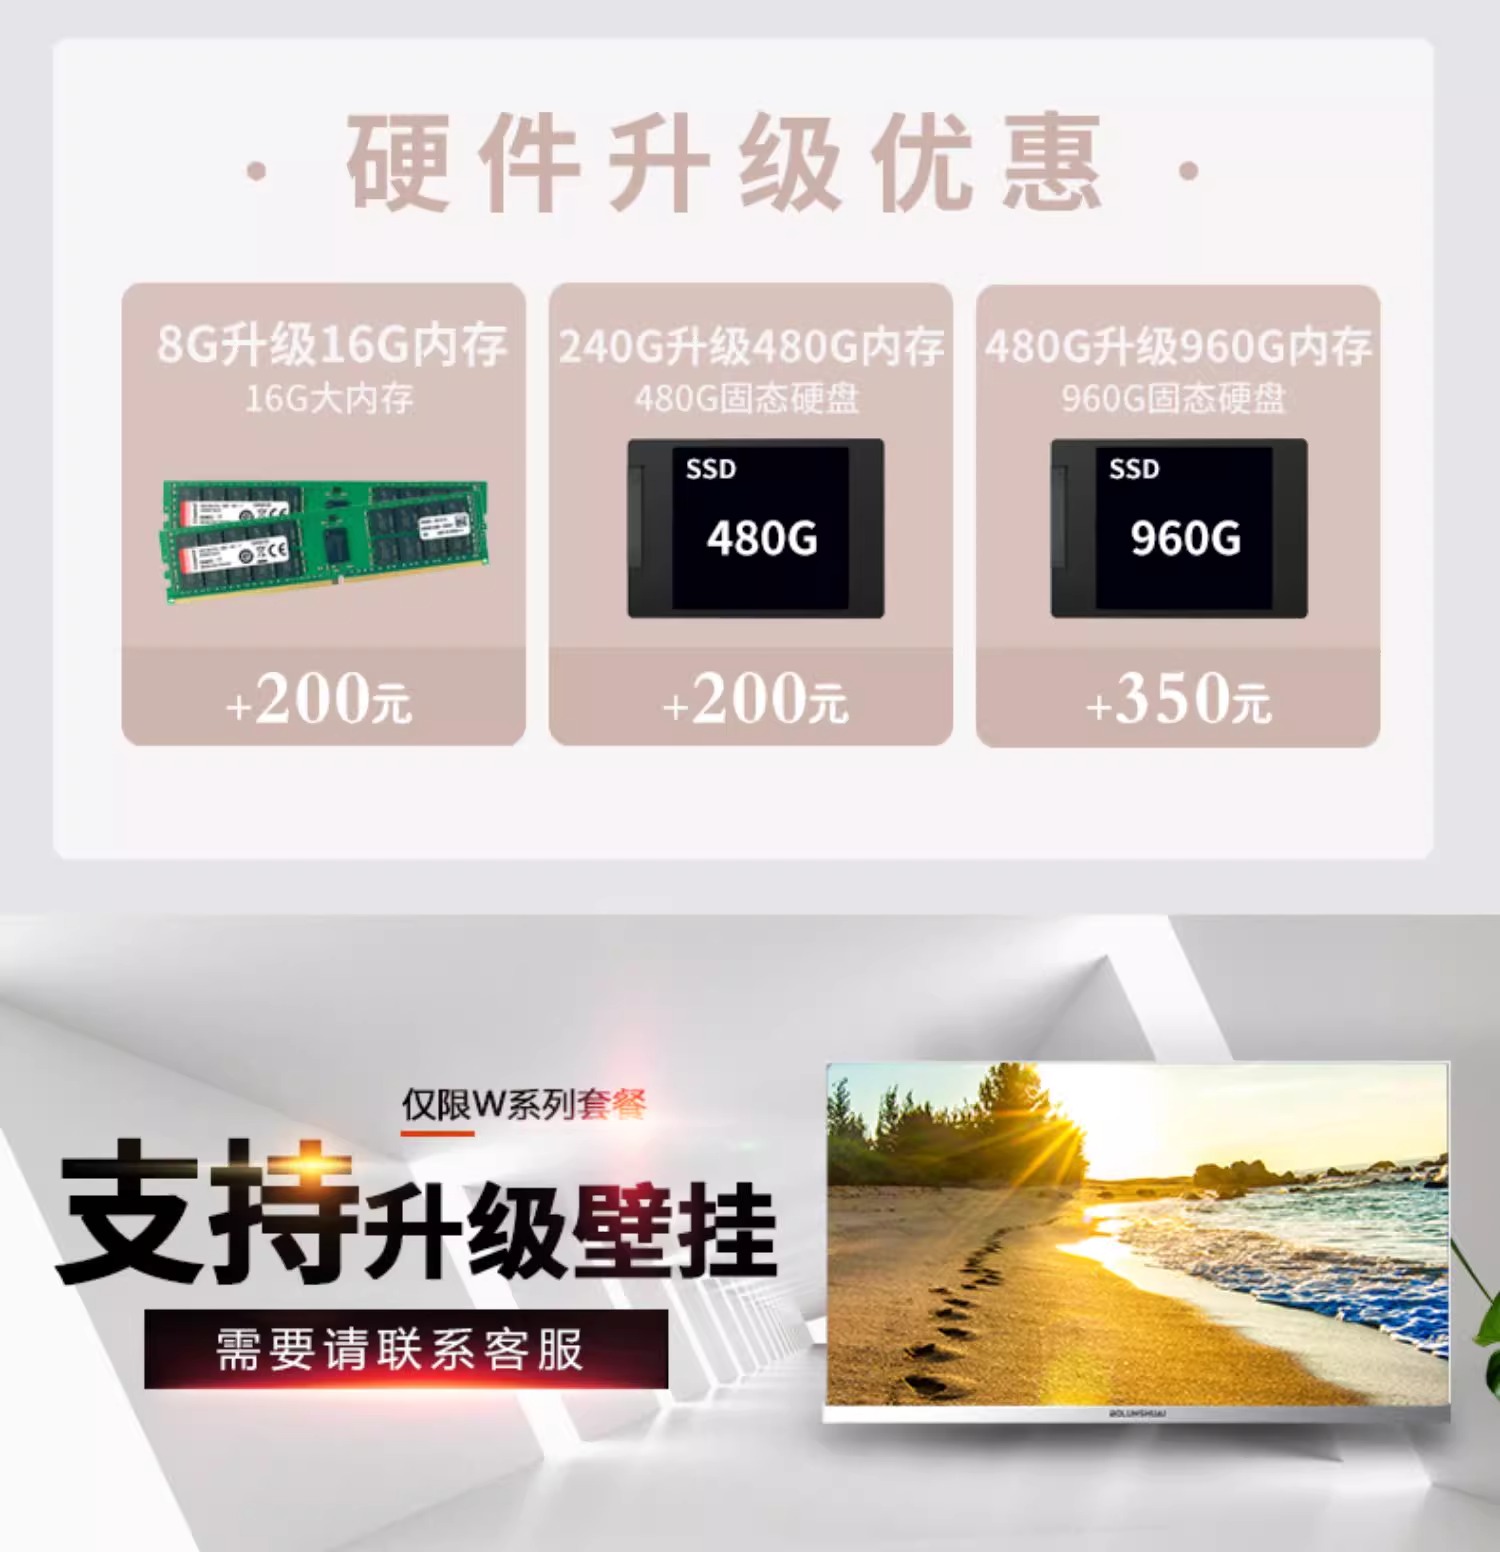 · 硬件升级优惠 ·
8G升级16G内存
16G大内存
+200元
240G升级480G内存
480G固态硬盘
SSD
480G
+200元
480G升级960G内存
960G固态硬盘
SSD
960G
+350元
仅限W系列套餐
支持升级壁挂
需要请联系客服